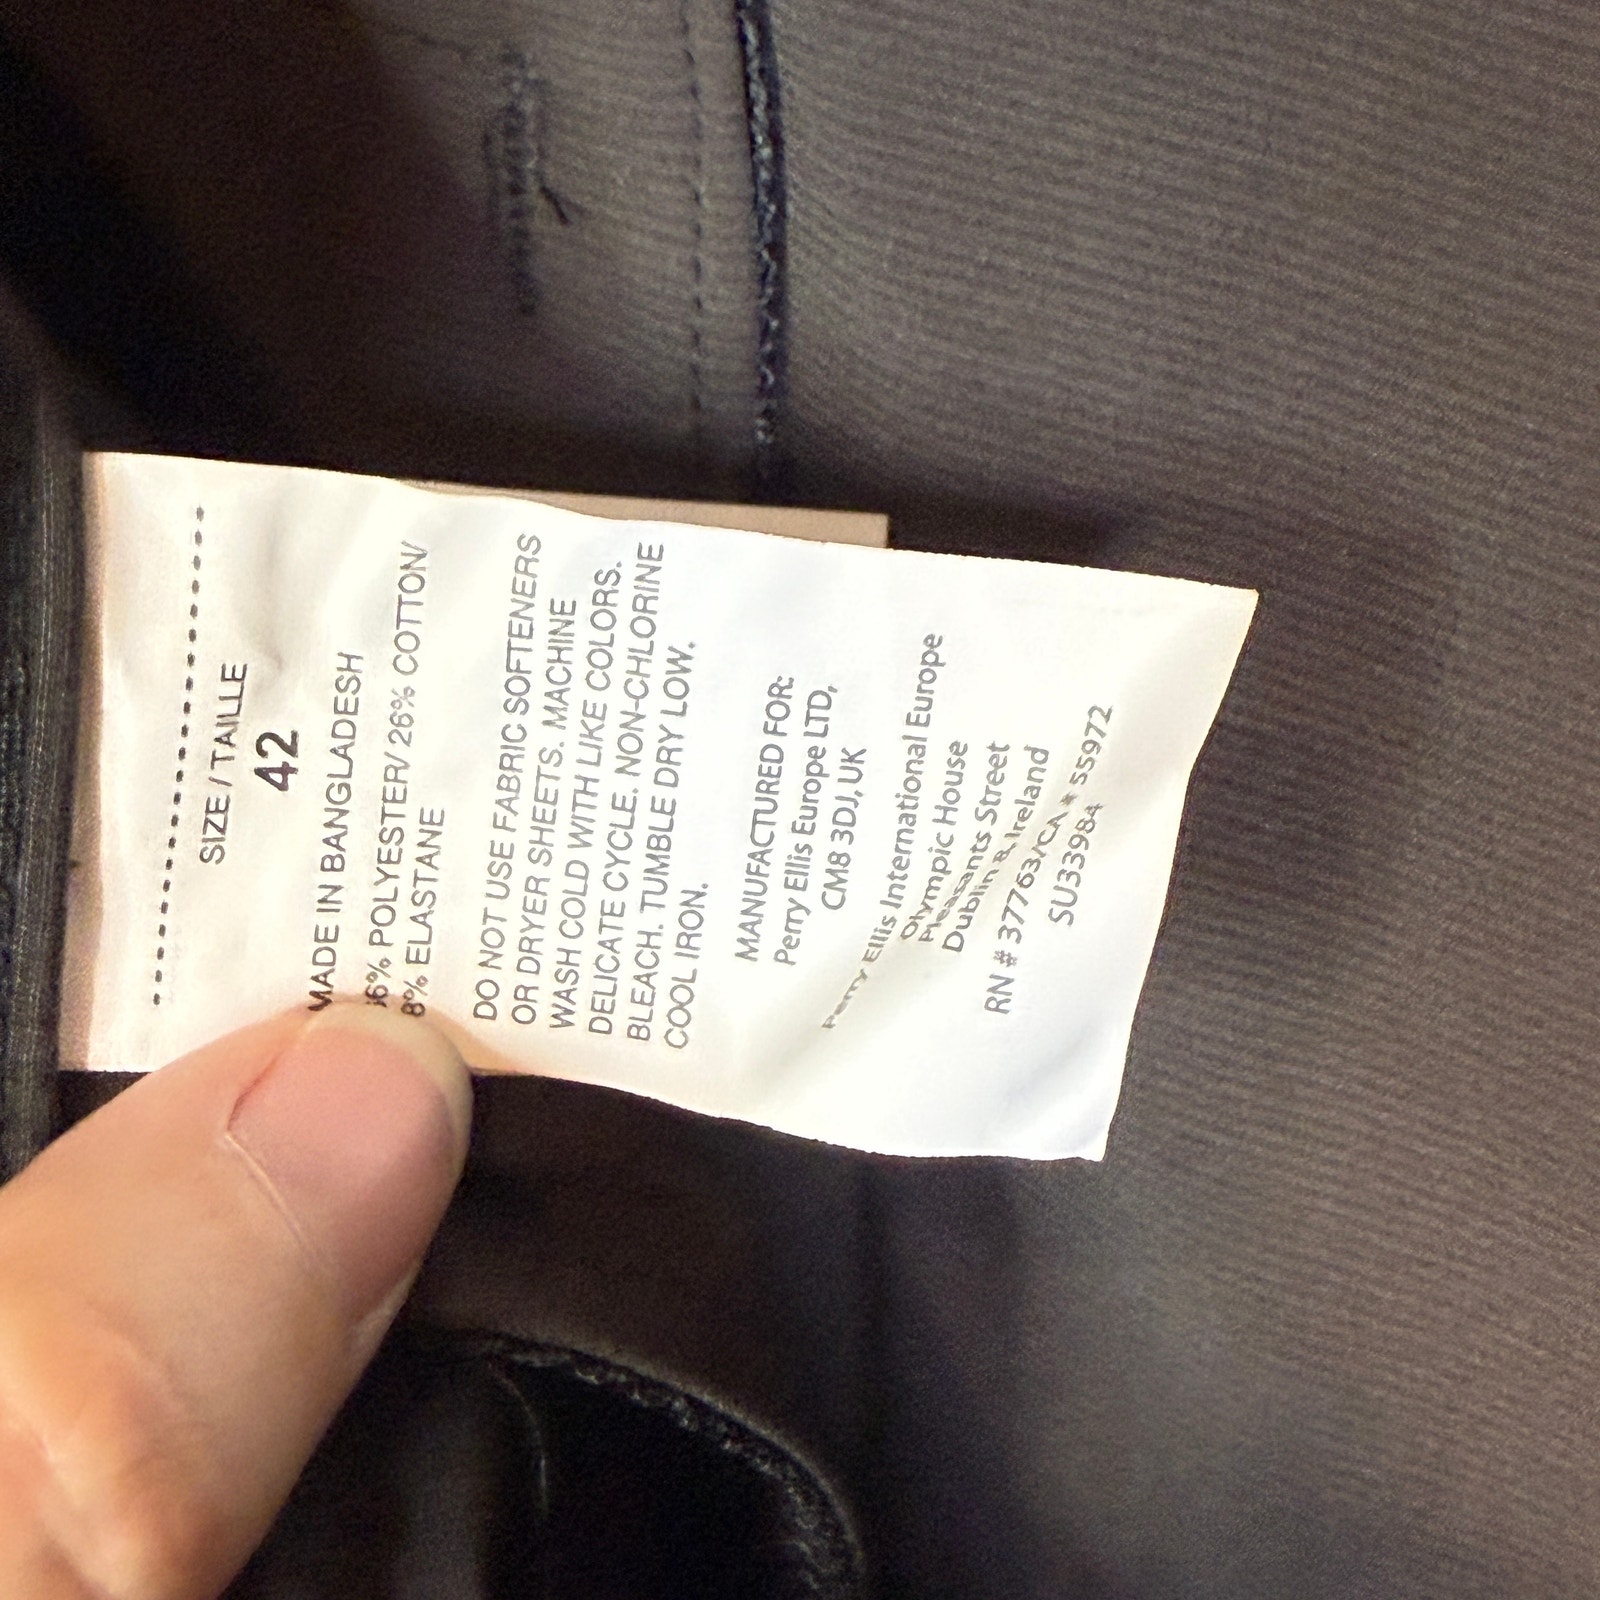 SIZE / TAILLE
42
MADE IN BANGLADESH
6% POLYESTER/ 26% COTTON/
8% ELASTANE
DO NOT USE FABRIC SOFTENERS
OR DRYER SHEETS. MACHINE
WASH COLD WITH LIKE COLORS.
DELICATE CYCLE. NON-CHLORINE
BLEACH. TUMBLE DRY LOW.
COOL IRON.
MANUFACTURED FOR:
Perry Ellis Europe LTD,
CM8 3DJ, UK
Perry Ellis International Europe
Olympic House
Pleasants Street
Dublin 8, Ireland
RN # 37763/CA * 55972
SU33984